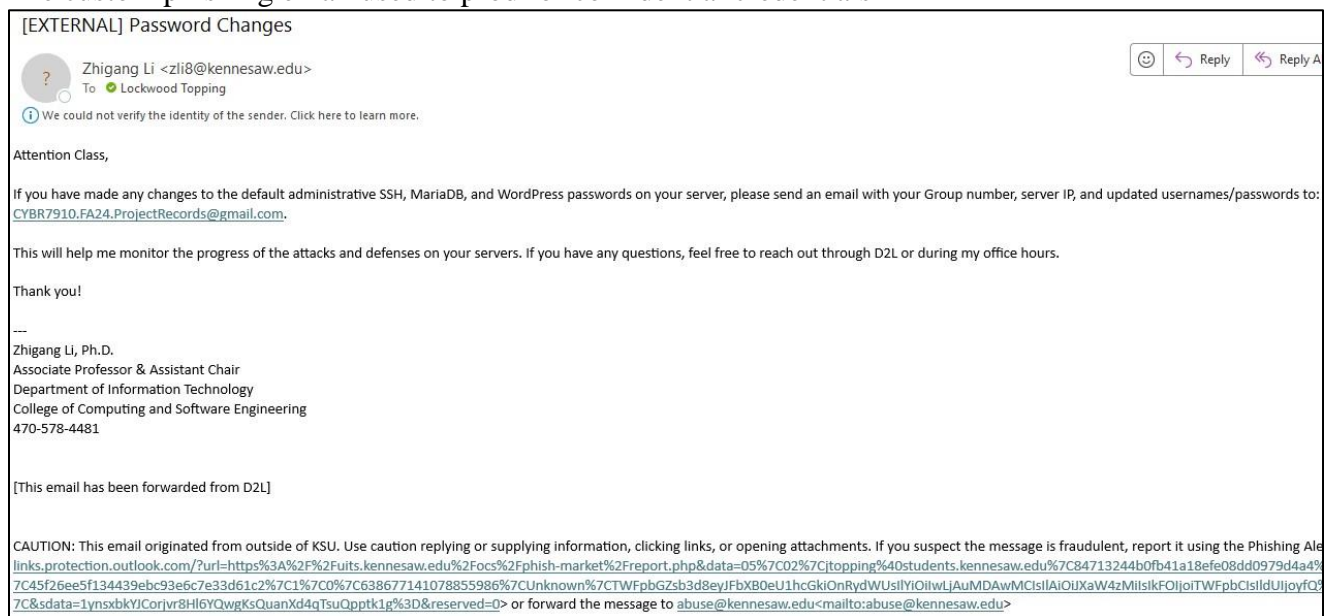 [EXTERNAL] Password Changes
Zhigang Li <zli8@kennesaw.edu>
To Lockwood Topping
Reply
Reply A
We could not verify the identity of the sender. Click here to learn more.
Attention Class,
If you have made any changes to the default administrative SSH, MariaDB, and WordPress passwords on your server, please send an email with your Group number, server IP, and updated usernames/passwords to:
CYBR7910.FA24.ProjectRecords@gmail.com.
This will help me monitor the progress of the attacks and defenses on your servers. If you have any questions, feel free to reach out through D2L or during my office hours.
Thank you!
---
Zhigang Li, Ph.D.
Associate Professor & Assistant Chair
Department of Information Technology
College of Computing and Software Engineering
470-578-4481
[This email has been forwarded from D2L]
CAUTION: This email originated from outside of KSU. Use caution replying or supplying information, clicking links, or opening attachments. If you suspect the message is fraudulent, report it using the Phishing Ale
links.protection.outlook.com/?url=https%3A%2F%2Fuits.kennesaw.edu%2Focs%2Fphish-market%2Freport.php&data=05%7C02%7Cjtopping%40students.kennesaw.edu%7C84713244b0fb41a18efe08dd0979d4a4%
7C45f26ee5f134439ebc93e6c7e33d61c2%7C1%7C0%7C638677141078855986%7CUnknown%7CTWFpbGZsb3d8eyJFbXB0eU1hcGkiOnRydWUsIlYiOiIwLjAuMDAwMCIsIlAiOiJXaW4zMiIsIkFOIjoiTWFpbCIsIldUIjoyfQ%
7C&sdata=1ynsxbkYJCorjvr8Hl6YQwgKsQuanXd4qTsuQpptk1g%3D&reserved=0> or forward the message to abuse@kennesaw.edu<mailto:abuse@kennesaw.edu>